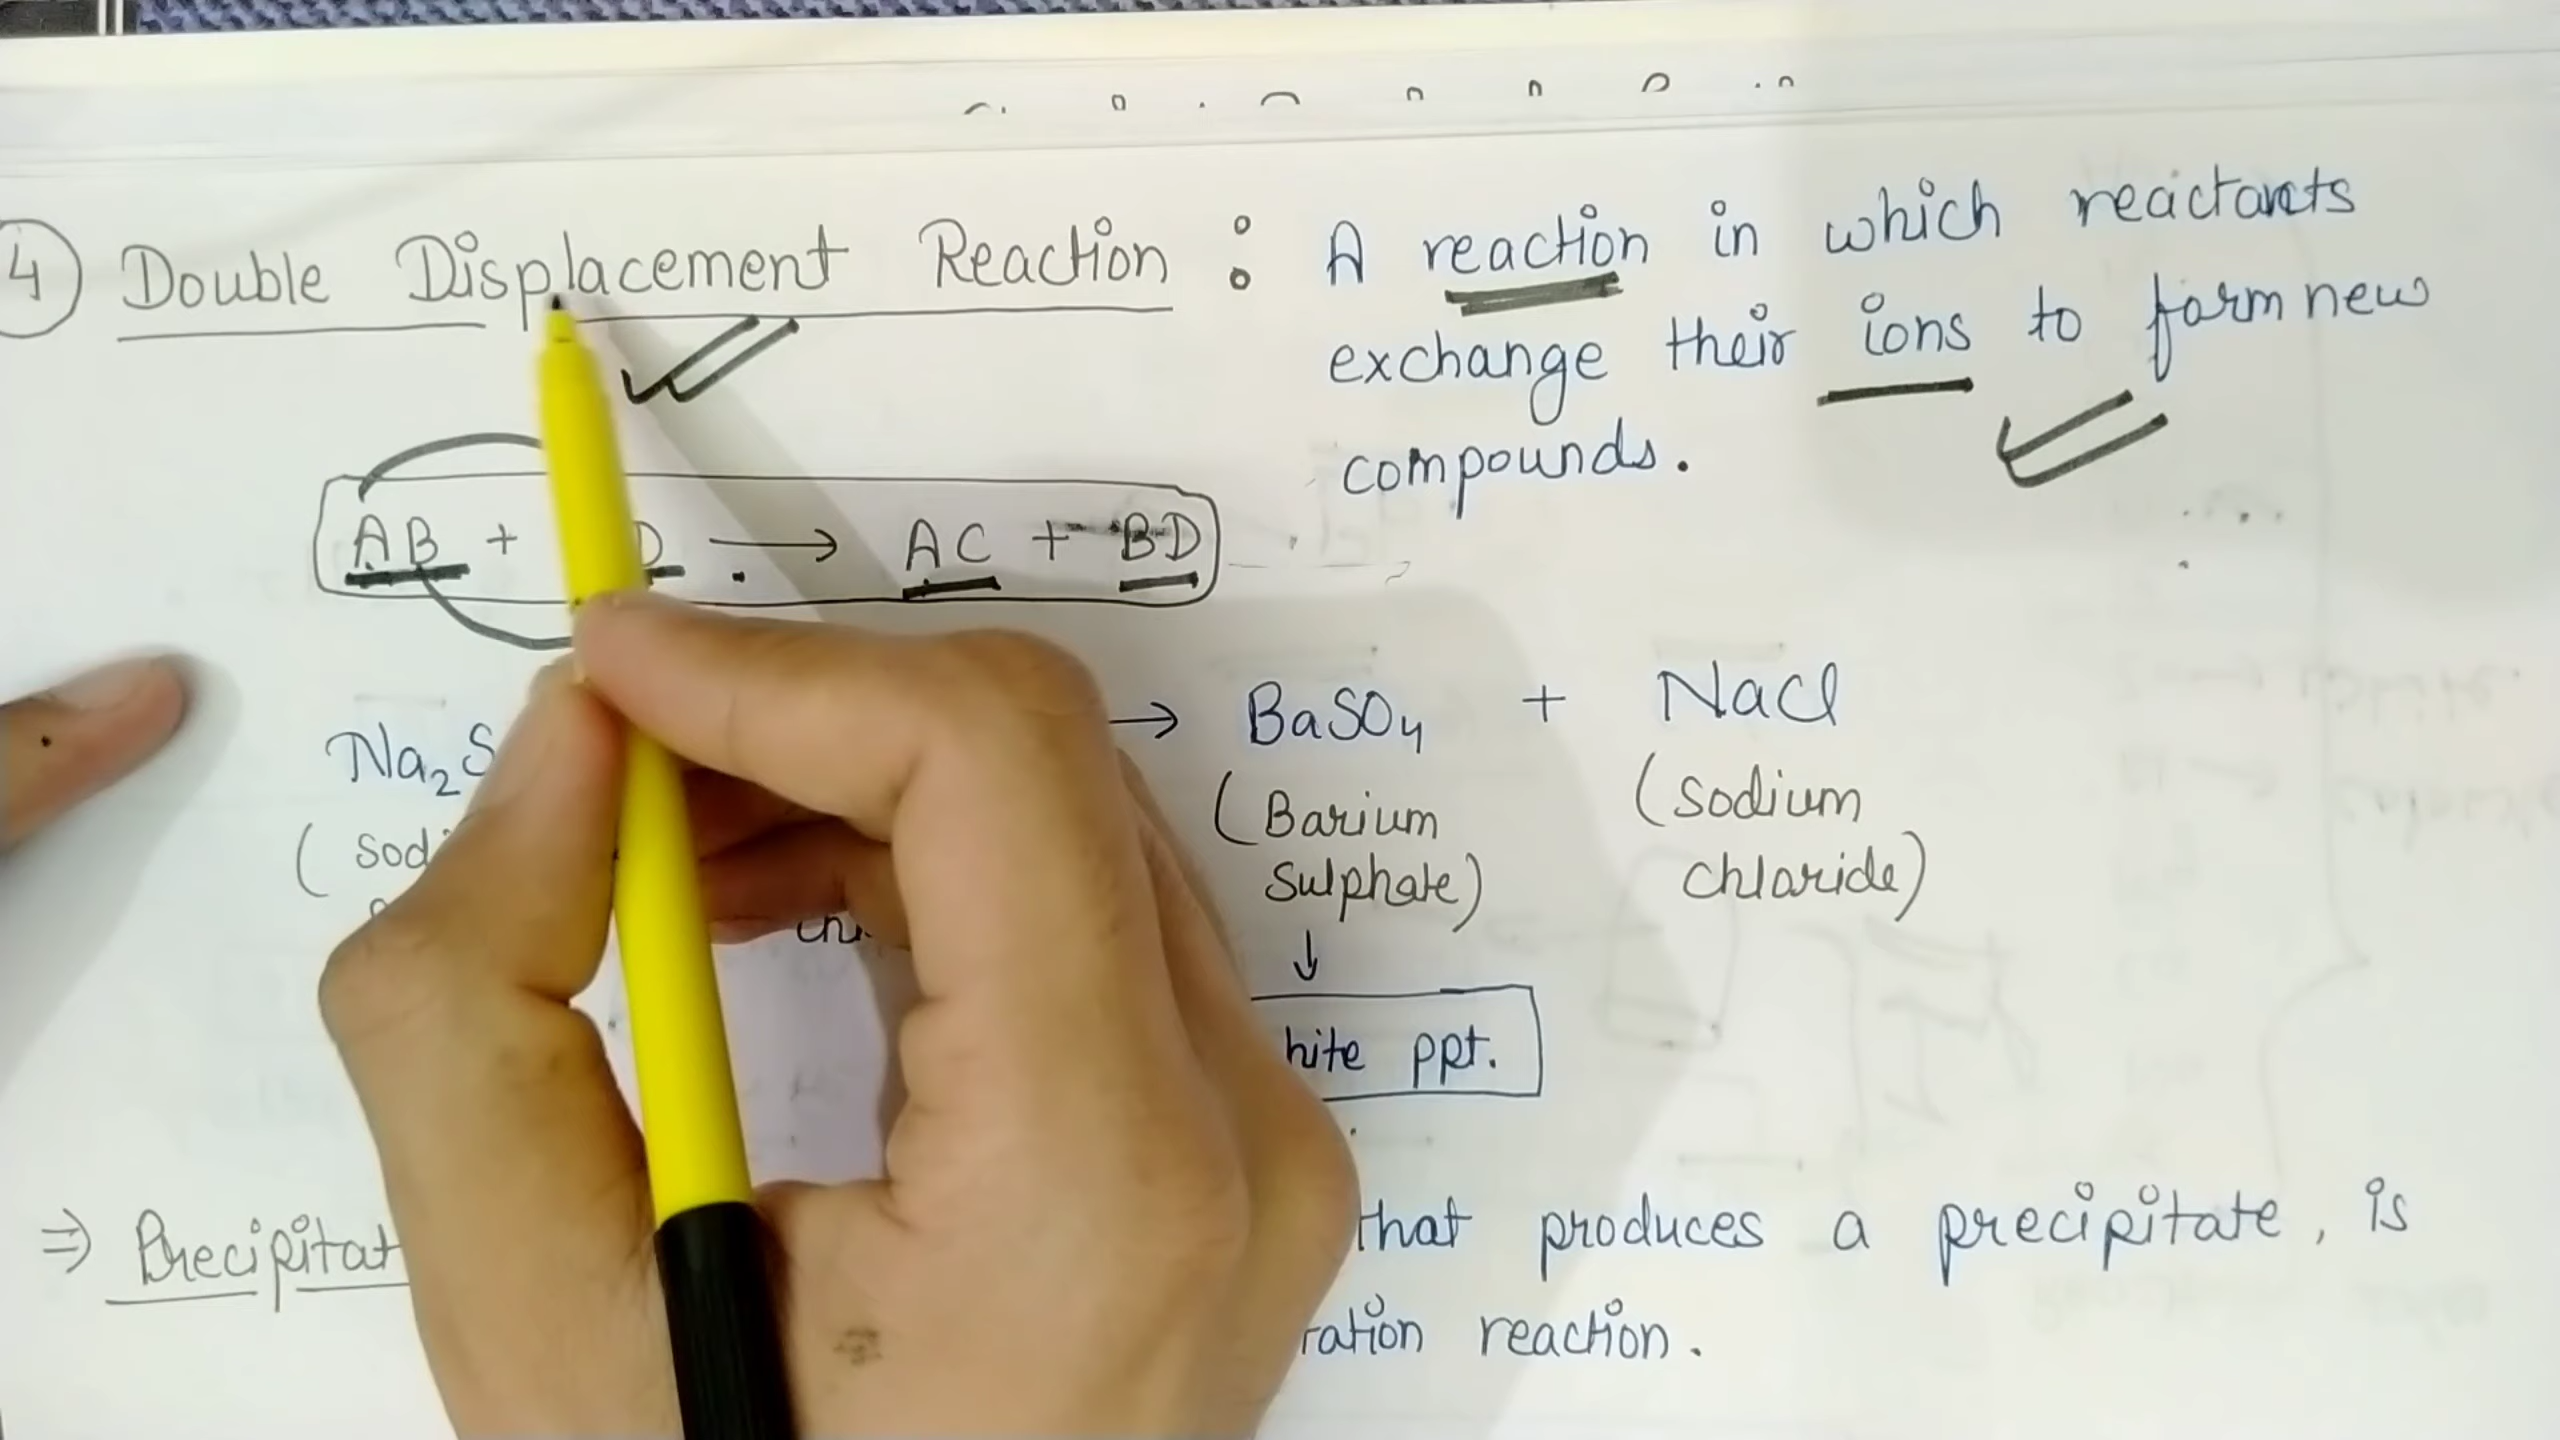 4 Double Displacement Reaction : A reaction in which reactants
exchange their ions to form new
compounds.
AB + D → AC + BD
Na2S → BaSO4 + NaCl
(sod (Barium (sodium
sulphate) chloride)
↓
hite ppt.
⇒ Precipitat that produces a precipitate, is
ration reaction.